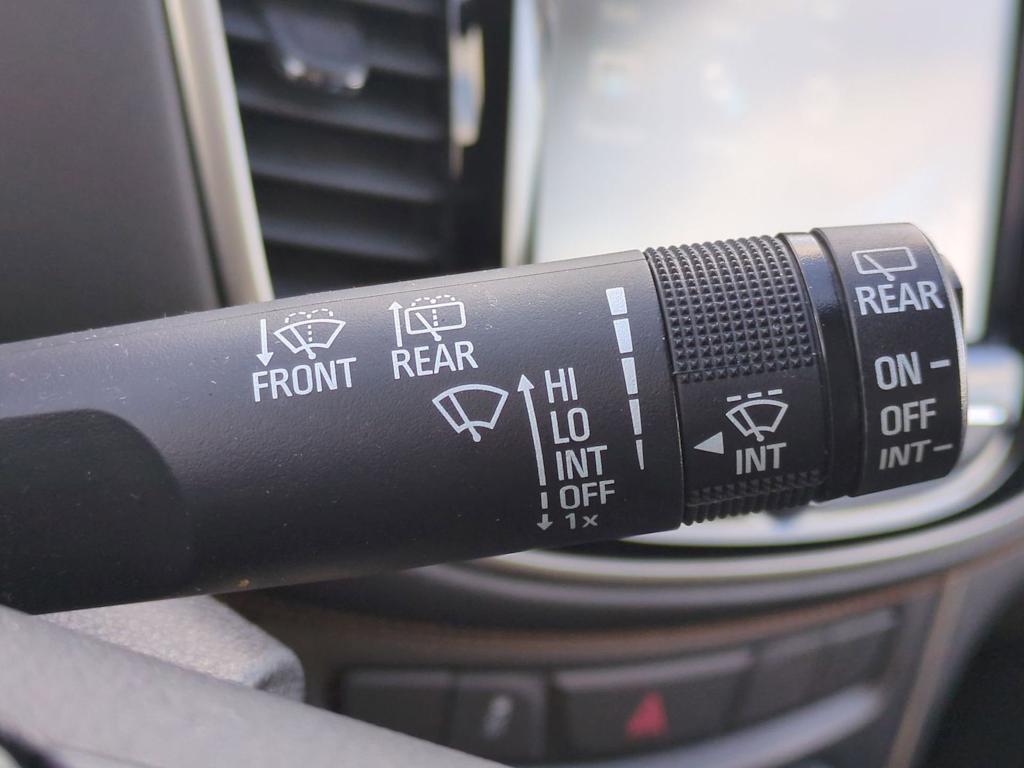 FRONT
REAR
HI
LO
INT
OFF
1x
INT
REAR
ON
OFF
INT